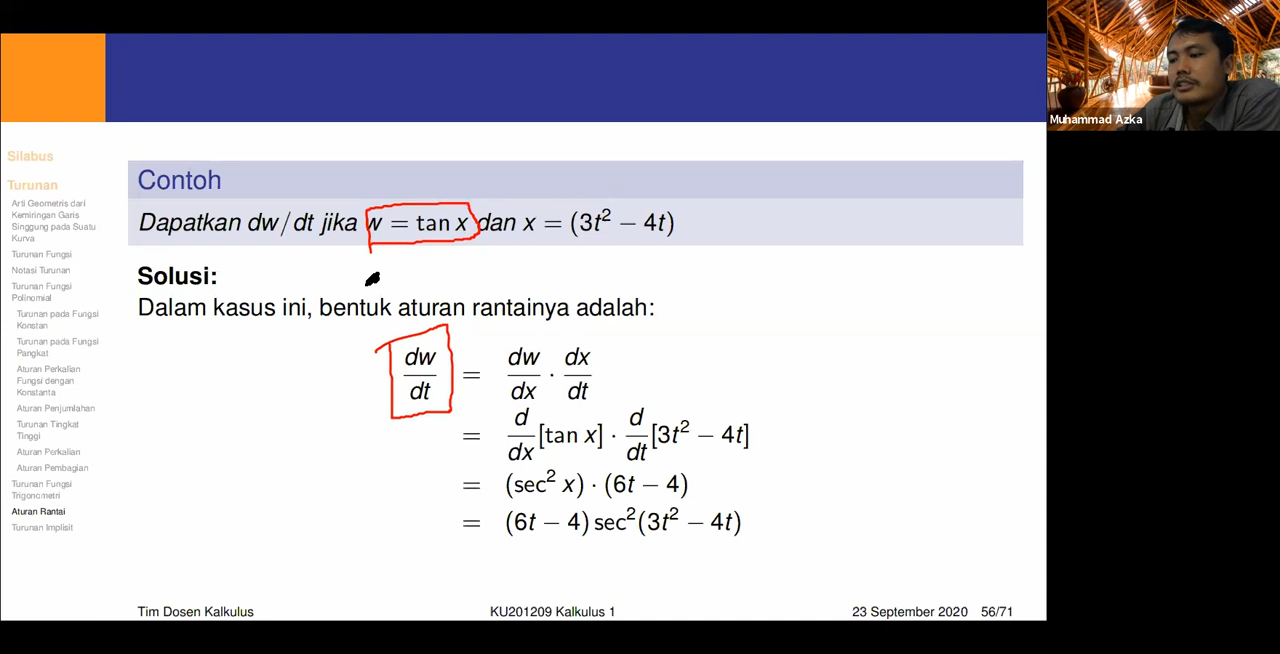 Muhammad Azka
Silabus
Turunan
Arti Geometris dari
Kemiringan Garis
Singgung pada Suatu
Kurva
Turunan Fungsi
Notasi Turunan
Turunan Fungsi
Polinomial
Turunan pada Fungsi
Konstan
Turunan pada Fungsi
Pangkat
Aturan Perkalian
Fungsi dengan
Konstanta
Aturan Penjumlahan
Turunan Tingkat
Tinggi
Aturan Perkalian
Aturan Pembagian
Turunan Fungsi
Trigonometri
Aturan Rantai
Turunan Implisit
Contoh
Dapatkan dw/dt jika w = tan x dan x = (3t² − 4t)
Solusi:
Dalam kasus ini, bentuk aturan rantainya adalah:
dw/dt = dw/dx · dx/dt
= d/dx [tan x] · d/dt [3t² − 4t]
= (sec² x) · (6t − 4)
= (6t − 4) sec²(3t² − 4t)
Tim Dosen Kalkulus KU201209 Kalkulus 1 23 September 2020 56/71